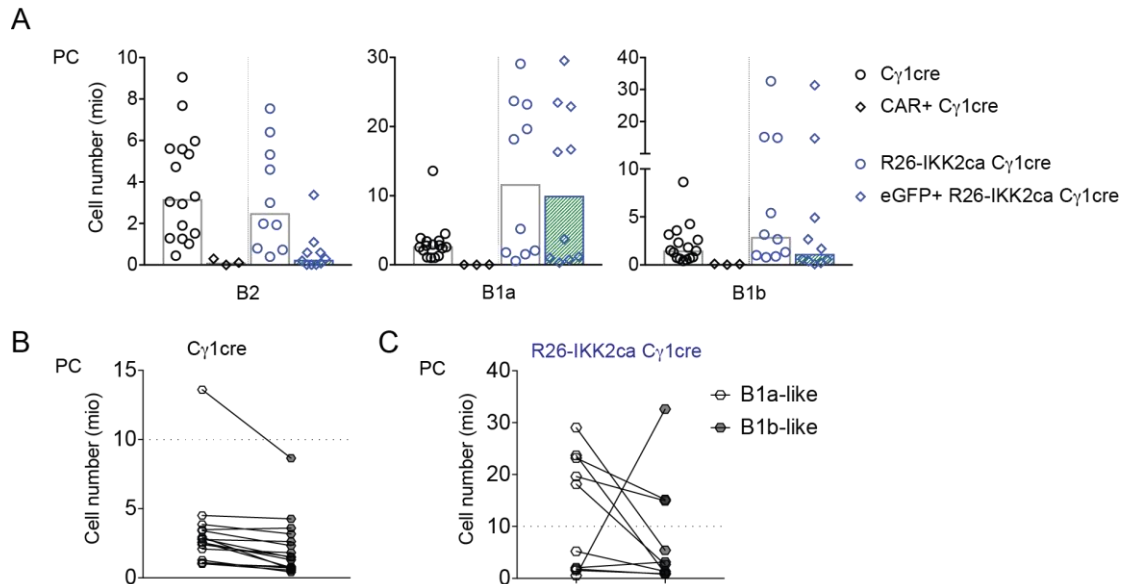 A
PC
Cell number (mio)
10
8
6
4
2
0
B2
30
20
10
0
B1a
40
30
20
10
10
5
0
B1b
Cγ1cre
CAR+ Cγ1cre
R26-IKK2ca Cγ1cre
eGFP+ R26-IKK2ca Cγ1cre
B
Cγ1cre
PC
Cell number (mio)
15
10
5
0
C
R26-IKK2ca Cγ1cre
PC
Cell number (mio)
40
30
20
10
0
B1a-like
B1b-like